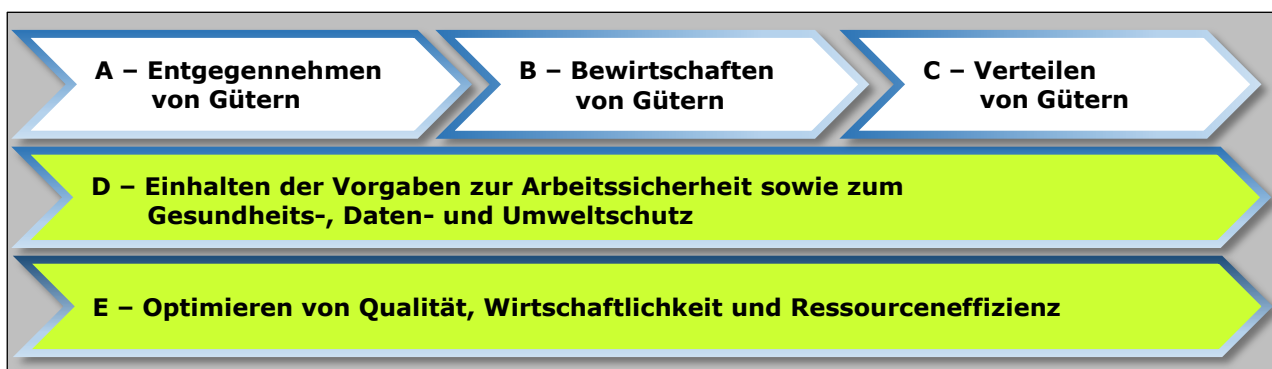 A – Entgegennehmen
von Gütern
B – Bewirtschaften
von Gütern
C – Verteilen
von Gütern
D – Einhalten der Vorgaben zur Arbeitssicherheit sowie zum
Gesundheits-, Daten- und Umweltschutz
E – Optimieren von Qualität, Wirtschaftlichkeit und Ressourceneffizienz